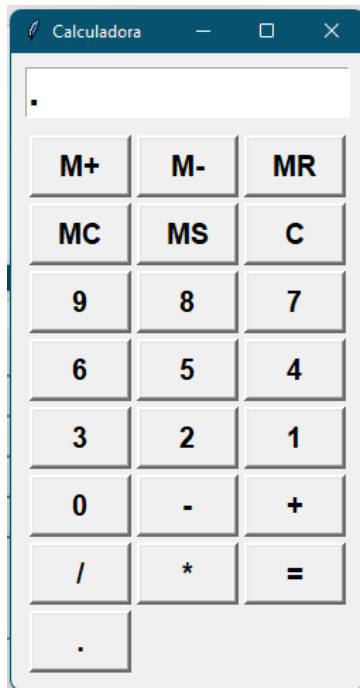 Calculadora
.
M+ M- MR
MC MS C
9 8 7
6 5 4
3 2 1
0 - +
/ * =
.